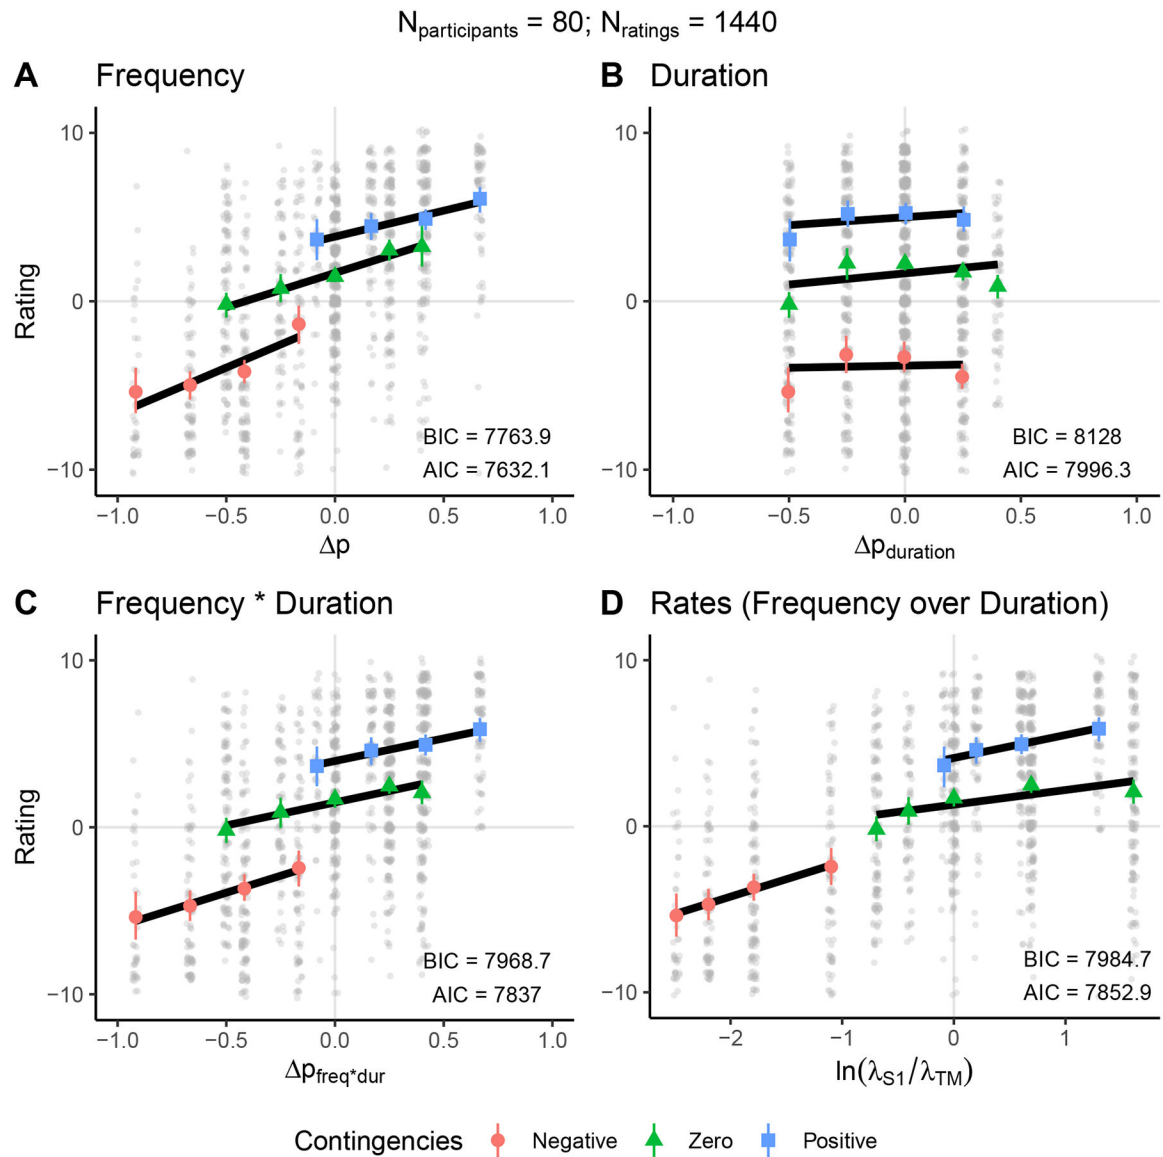 N_participants = 80; N_ratings = 1440
A Frequency
10
0
−10
Rating
BIC = 7763.9
AIC = 7632.1
−1.0 −0.5 0.0 0.5 1.0
Δp
B Duration
10
0
−10
BIC = 8128
AIC = 7996.3
−1.0 −0.5 0.0 0.5 1.0
Δp_duration
C Frequency * Duration
10
0
−10
Rating
BIC = 7968.7
AIC = 7837
−1.0 −0.5 0.0 0.5 1.0
Δp_freq*dur
D Rates (Frequency over Duration)
10
0
−10
BIC = 7984.7
AIC = 7852.9
−2 −1 0 1
ln(λ_S1/λ_TM)
Contingencies Negative Zero Positive